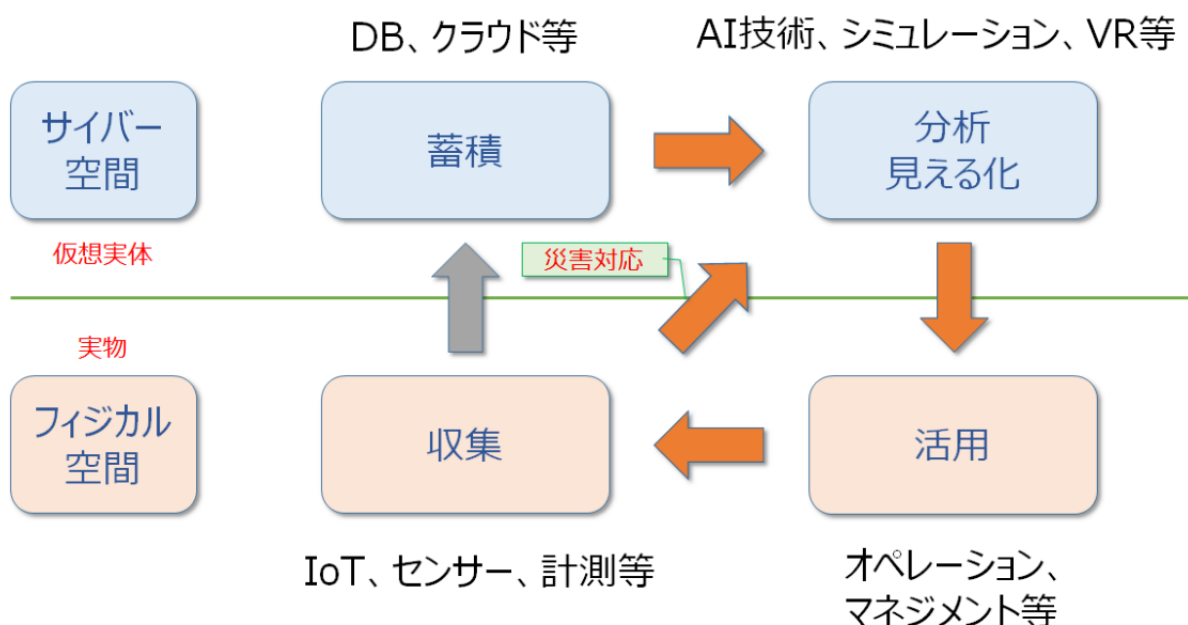 DB、クラウド等
AI技術、シミュレーション、VR等
サイバー
空間
蓄積
分析
見える化
仮想実体
災害対応
実物
フィジカル
空間
収集
活用
IoT、センサー、計測等
オペレーション、
マネジメント等